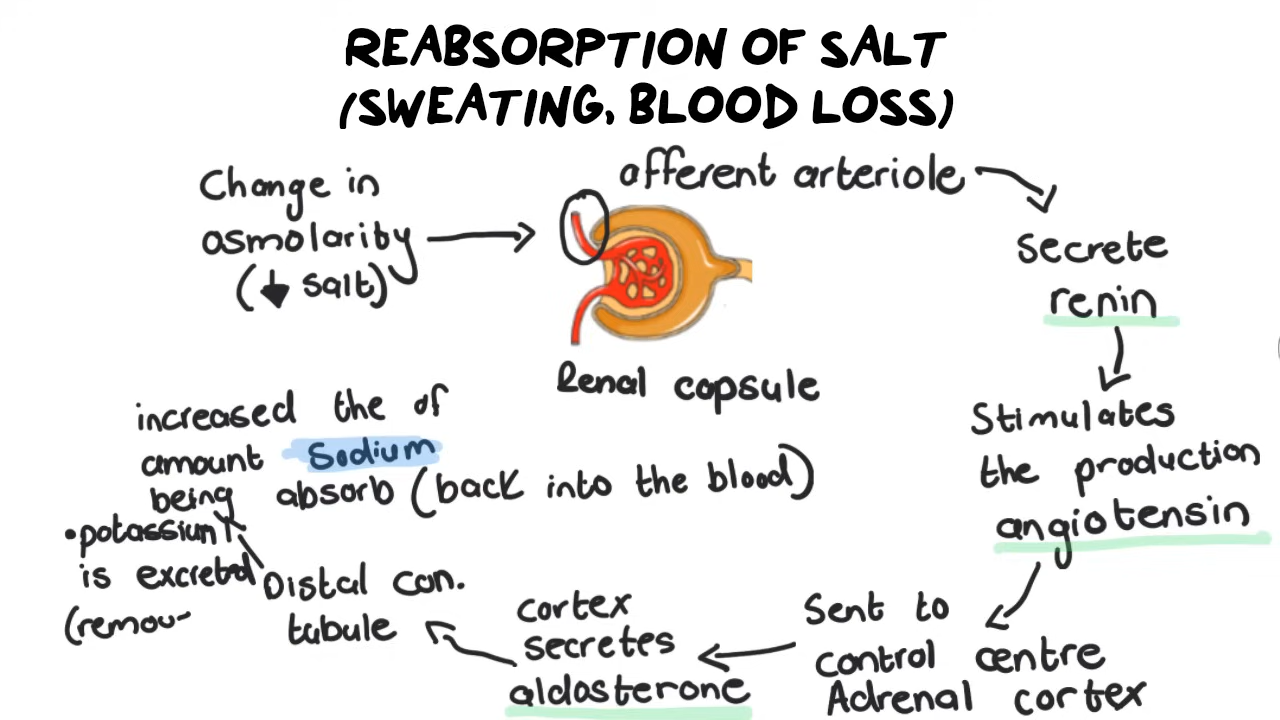 REABSORPTION OF SALT
(SWEATING, BLOOD LOSS)
Change in
osmolarity
(↓ salt)
afferent arteriole
Renal capsule
secrete
renin
Stimulates
the production
angiotensin
Sent to
control centre
Adrenal cortex
cortex
secretes
aldosterone
Distal con.
tubule
increased the of
amount Sodium
being absorb (back into the blood)
•potassium
is excreted
(remov